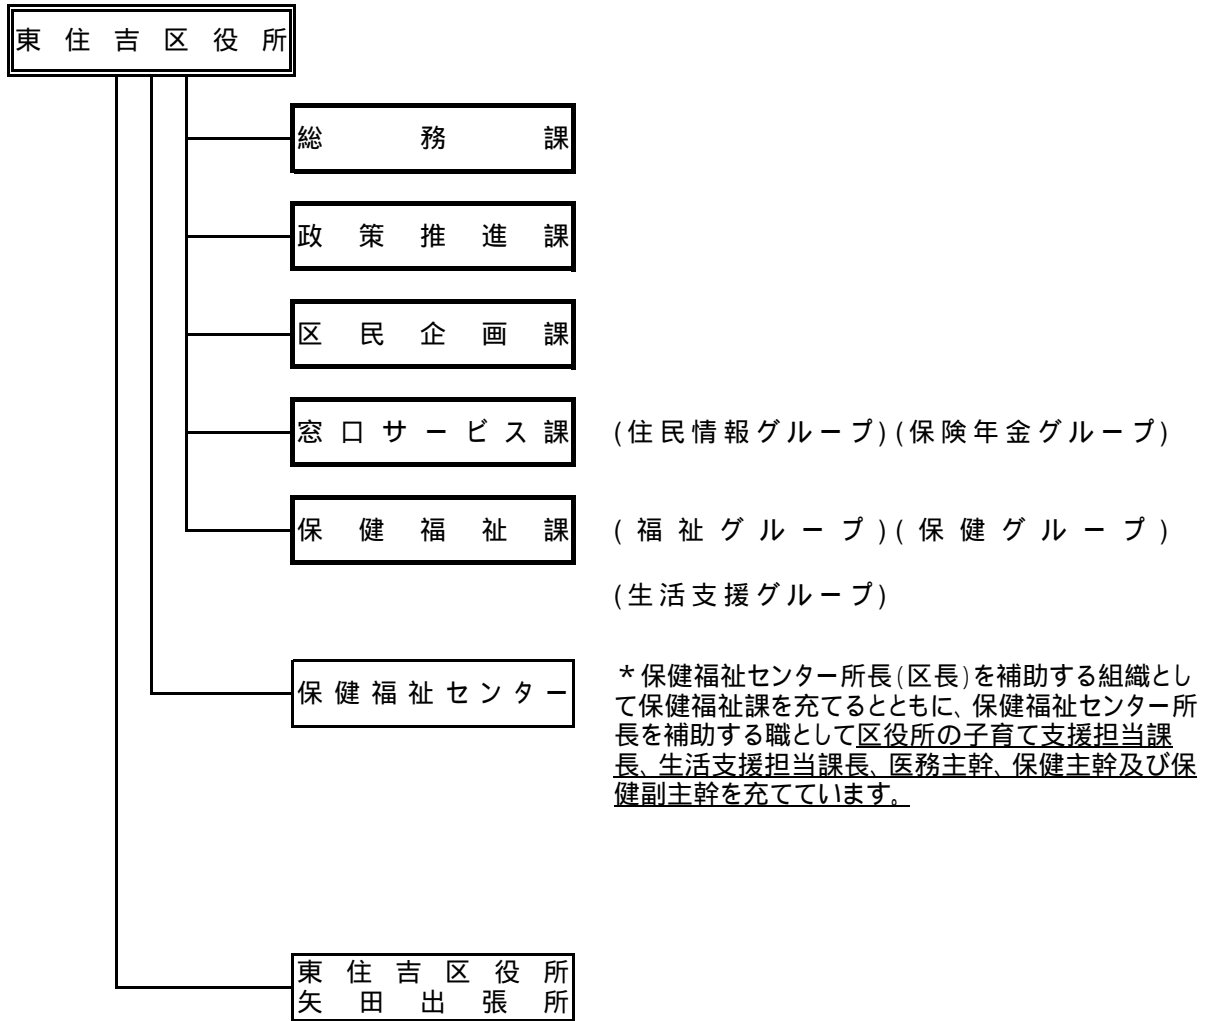 東住吉区役所
総務課
政策推進課
区民企画課
窓口サービス課 (住民情報グループ)(保険年金グループ)
保健福祉課 (福祉グループ)(保健グループ)
(生活支援グループ)
保健福祉センター
＊保健福祉センター所長(区長)を補助する組織とし
て保健福祉課を充てるとともに、保健福祉センター所
長を補助する職として区役所の子育て支援担当課
長、生活支援担当課長、医務主幹、保健主幹及び保
健副主幹を充てています。
東住吉区役所
矢田出張所